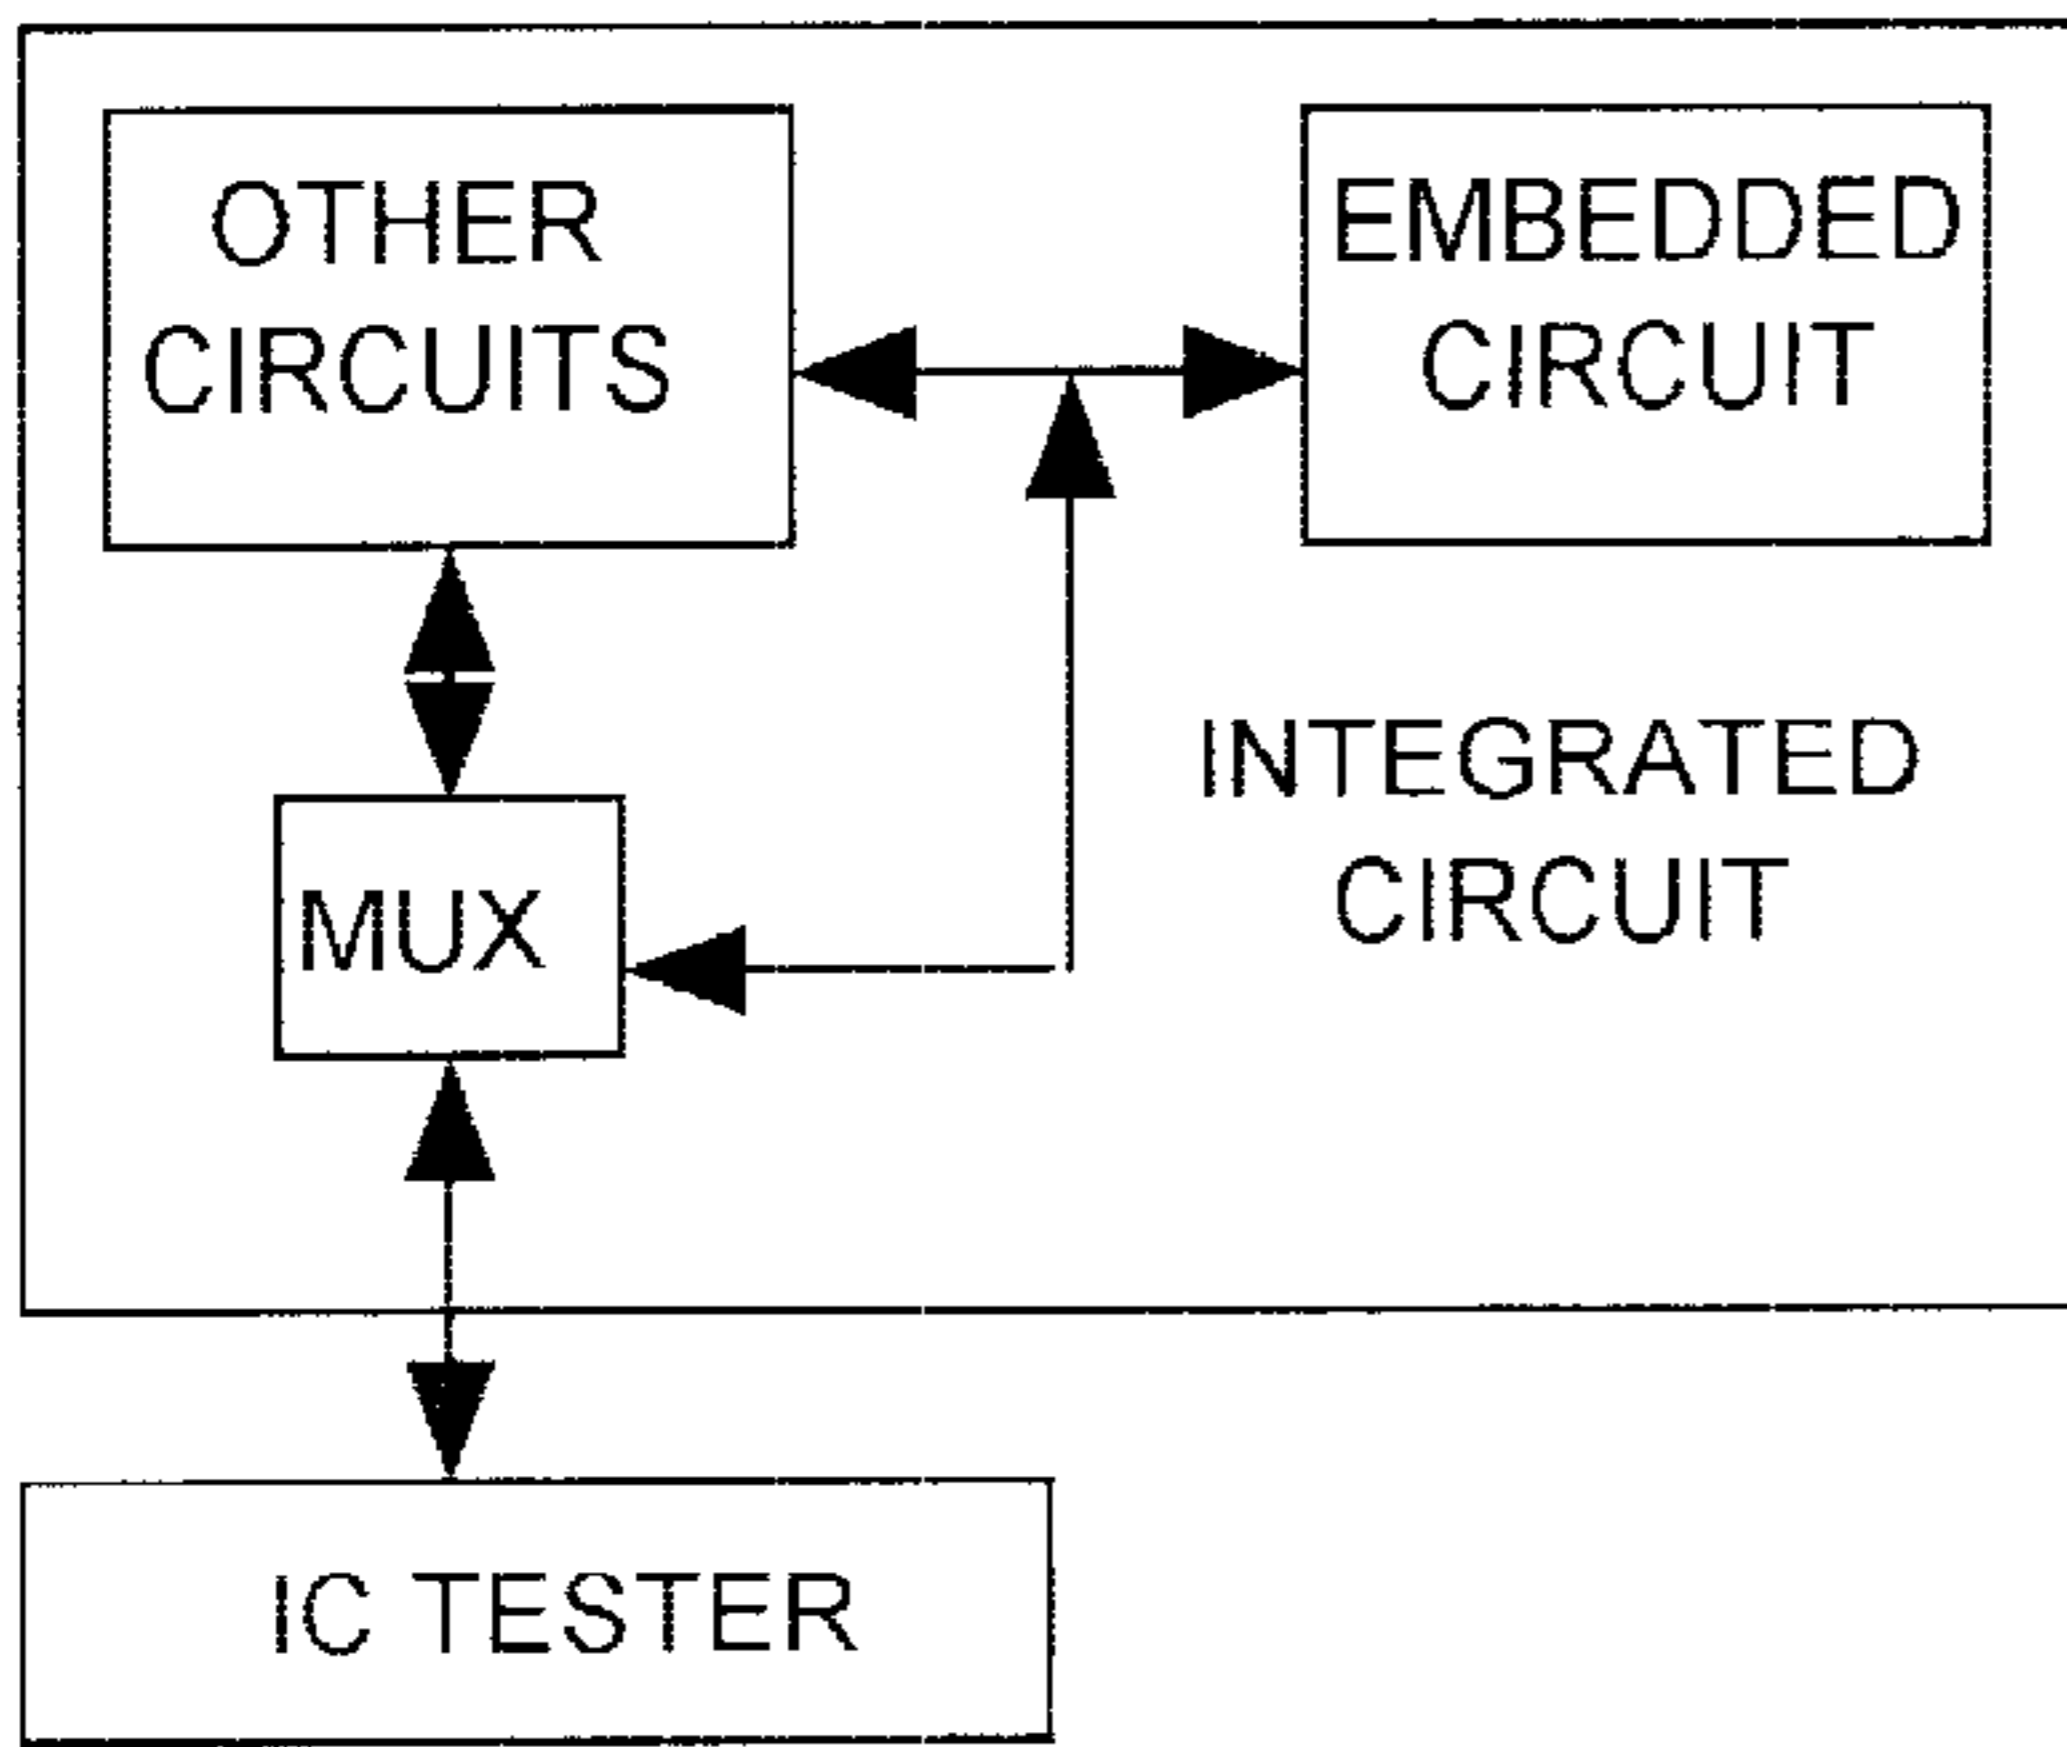 OTHER
CIRCUITS
EMBEDDED
CIRCUIT
INTEGRATED
CIRCUIT
MUX
IC TESTER